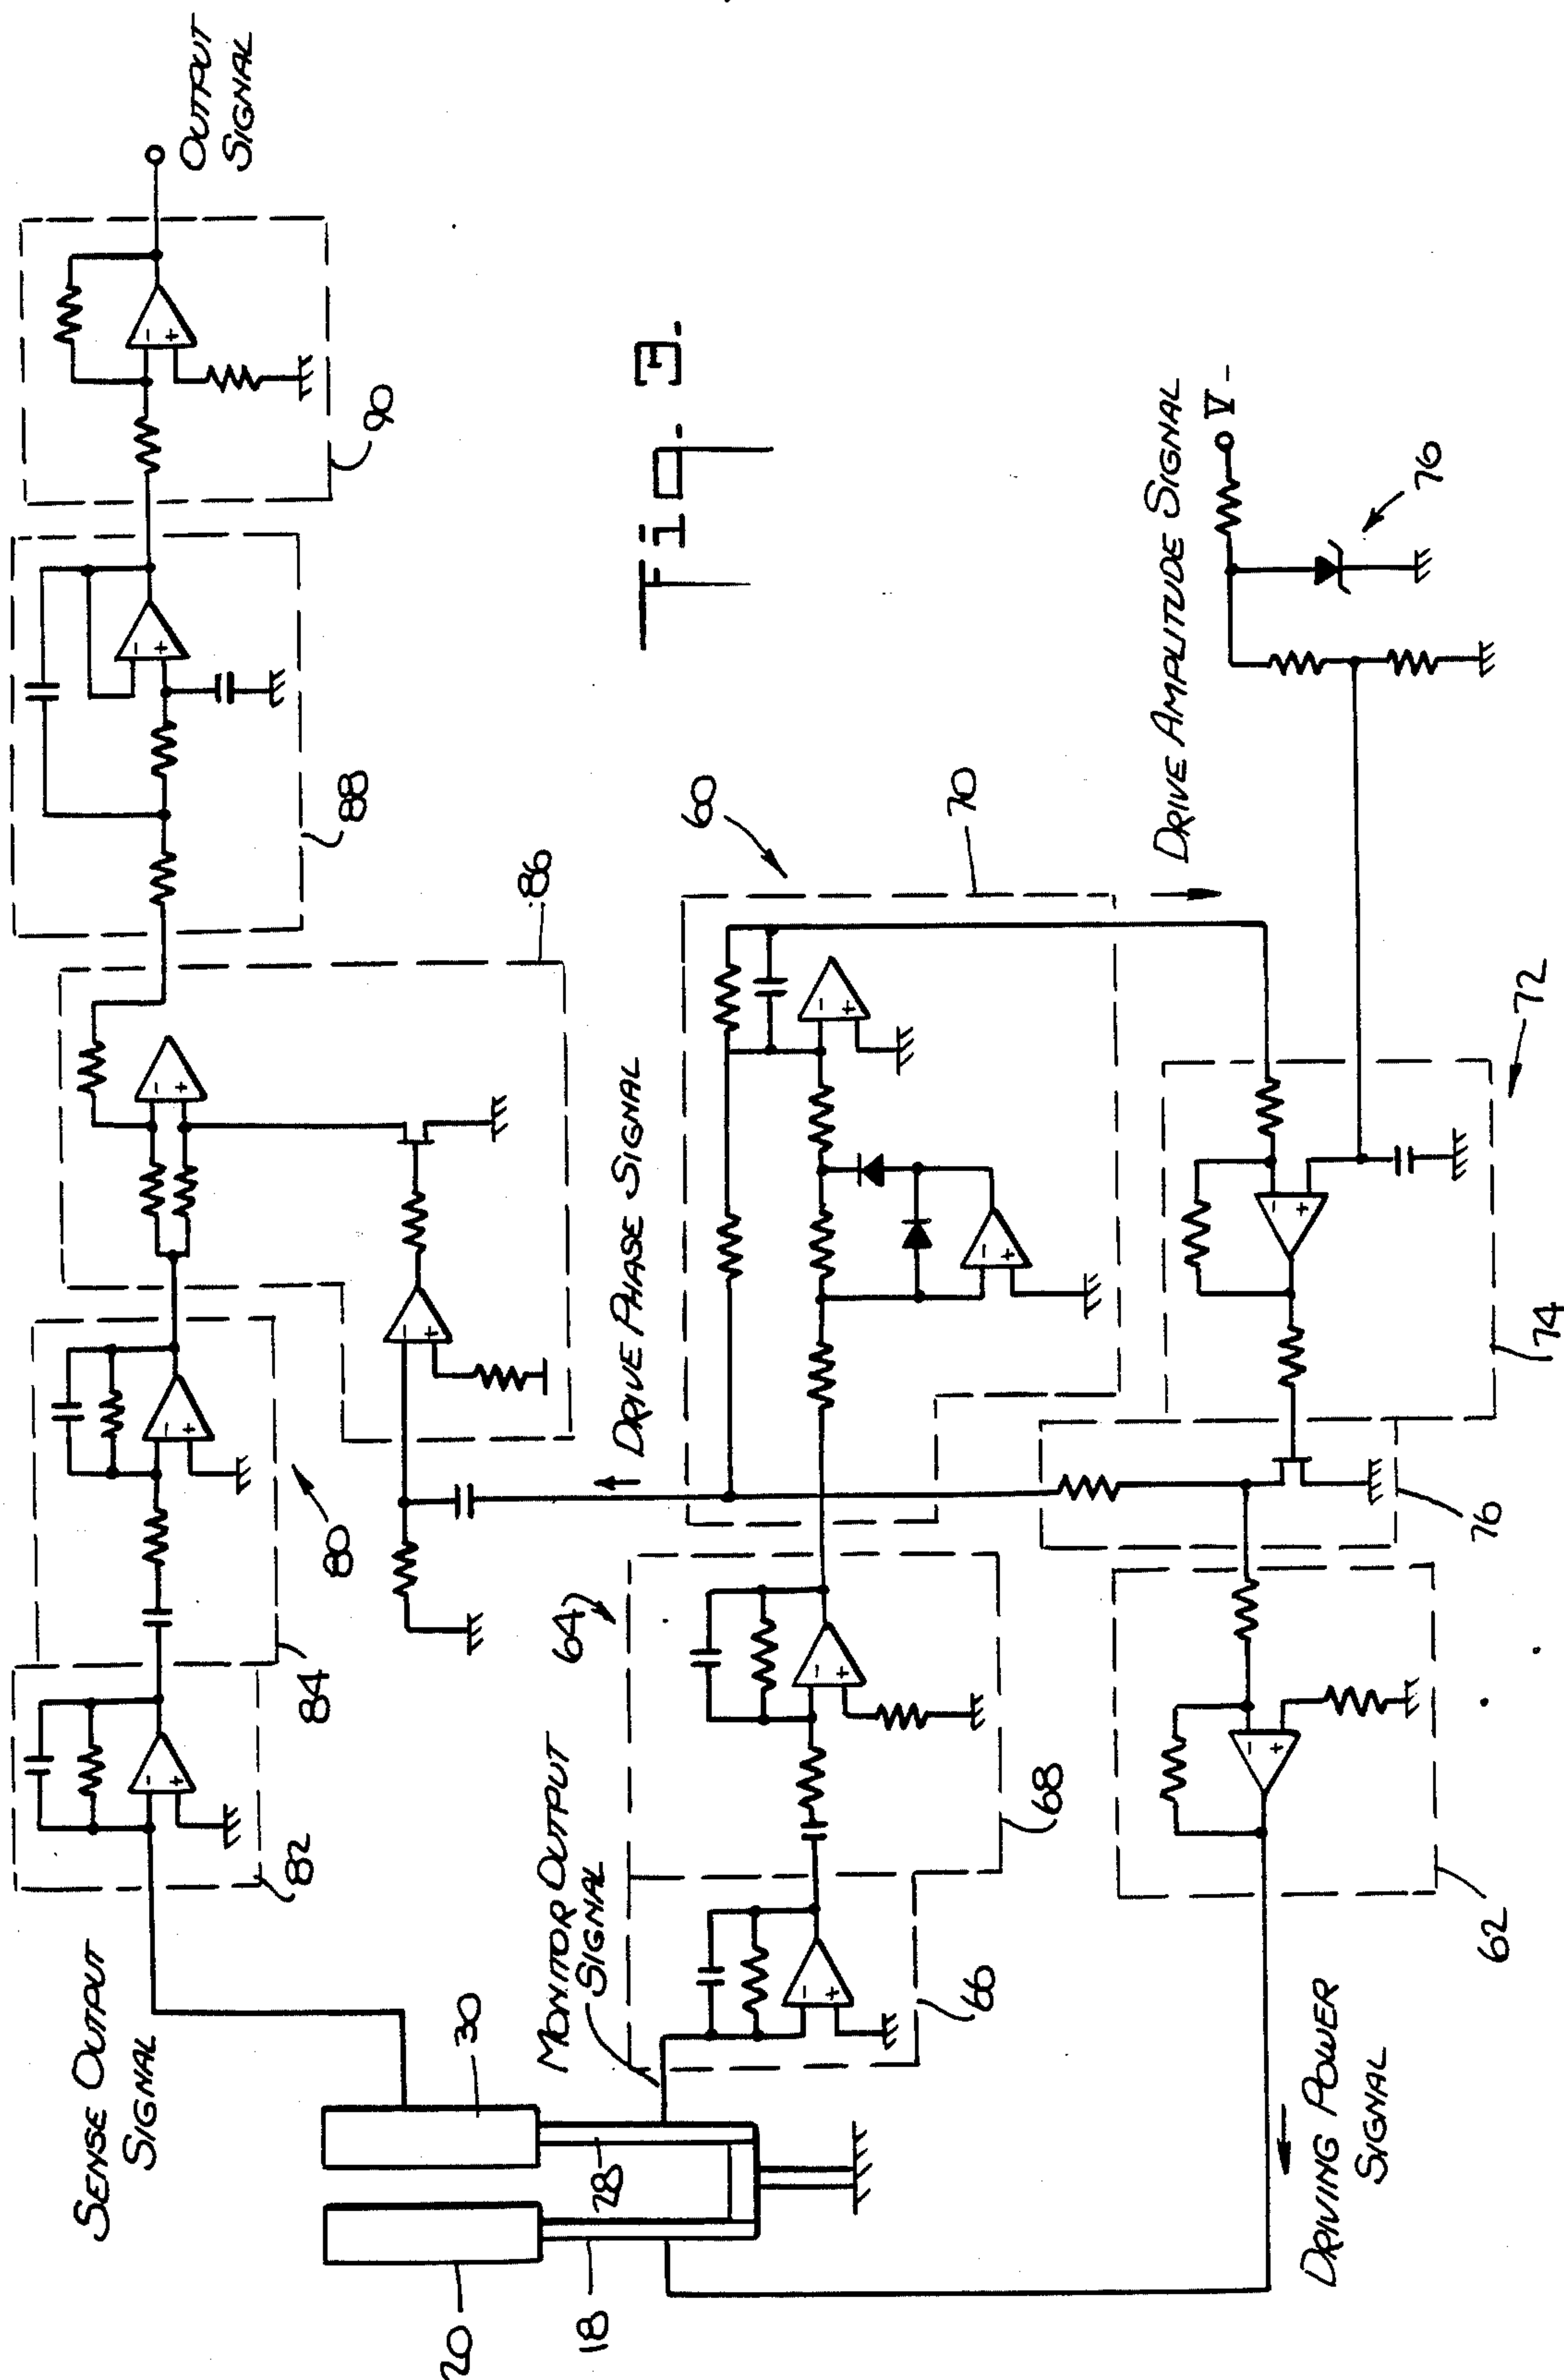 OUTPUT
SIGNAL
90
88
86
80
84
82
SENSE OUTPUT
SIGNAL
Fig. 3.
DRIVE PHASE SIGNAL
60
70
64
MONITOR OUTPUT
SIGNAL
68
66
30
28
18
20
DRIVE AMPLITUDE SIGNAL
V-
76
72
74
76
62
DRIVING POWER
SIGNAL